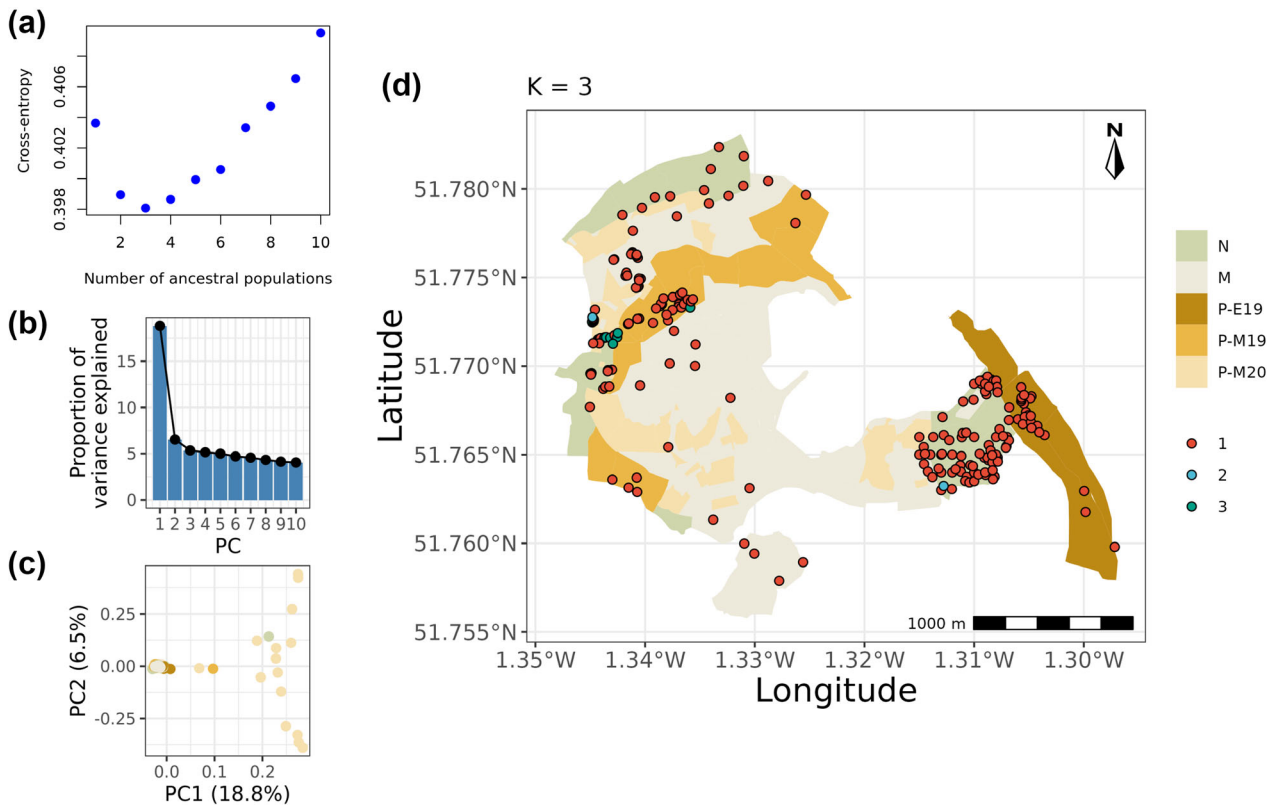 (a)
Cross-entropy
0.406
0.402
0.398
2 4 6 8 10
Number of ancestral populations
(b)
Proportion of
variance explained
15
10
5
0
1 2 3 4 5 6 7 8 9 10
PC
(c)
PC2 (6.5%)
0.25
0.00
-0.25
0.0 0.1 0.2
PC1 (18.8%)
(d)
K = 3
N
Latitude
51.780°N
51.775°N
51.770°N
51.765°N
51.760°N
51.755°N
1000 m
1.35°W 1.34°W 1.33°W 1.32°W 1.31°W 1.30°W
Longitude
N
M
P-E19
P-M19
P-M20
1
2
3